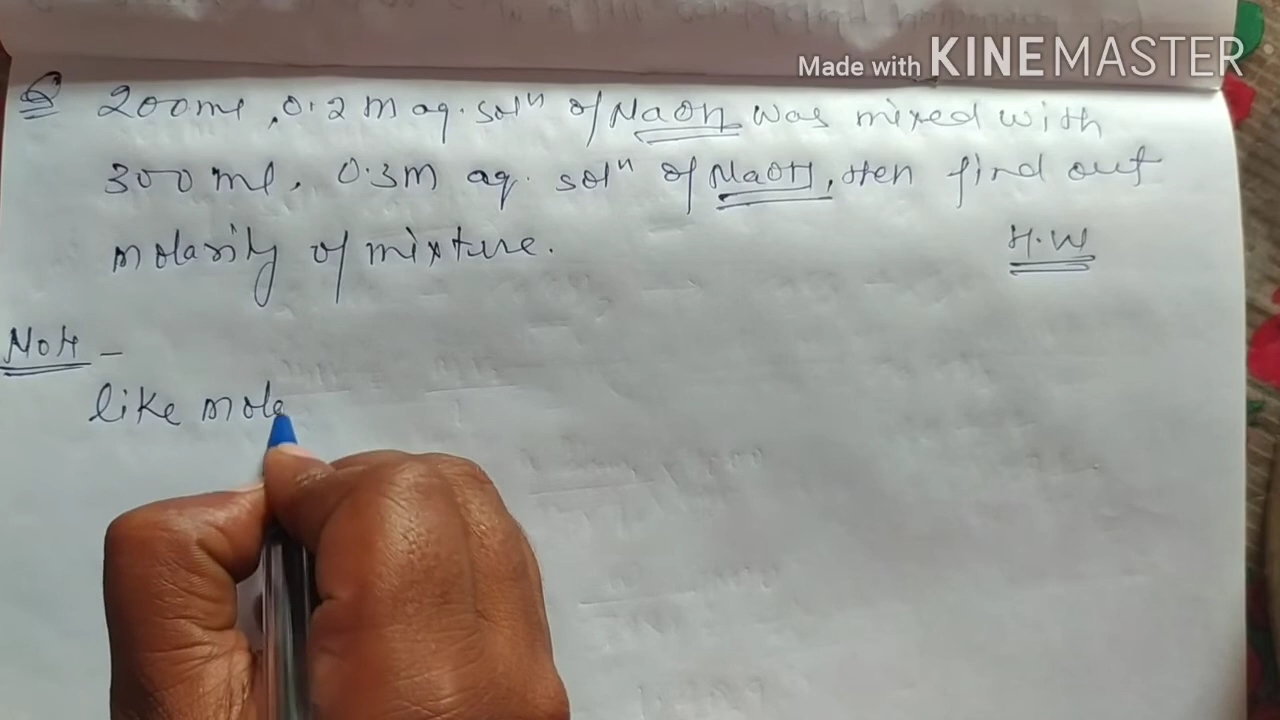 Made with KINEMASTER
Q 200ml, 0.2 M aq. solⁿ of NaOH was mixed with
300 ml, 0.3M aq. solⁿ of NaOH, then find out
molarity of mixture.
H.W
Note -
like mola